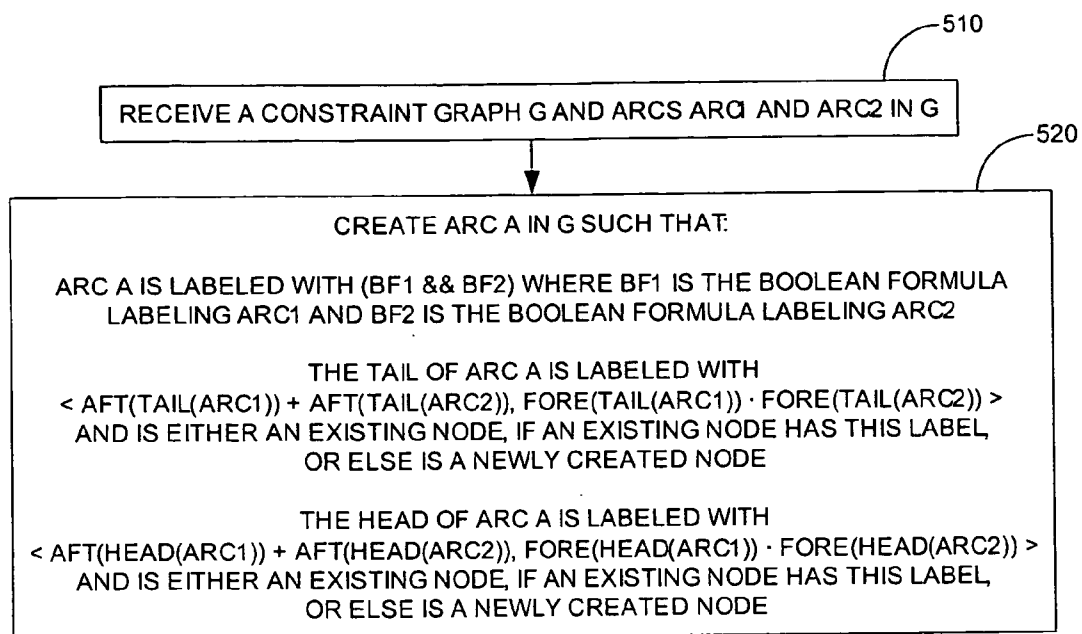 510
RECEIVE A CONSTRAINT GRAPH G AND ARCS ARC1 AND ARC2 IN G
520
CREATE ARC A IN G SUCH THAT:
ARC A IS LABELED WITH (BF1 && BF2) WHERE BF1 IS THE BOOLEAN FORMULA
LABELING ARC1 AND BF2 IS THE BOOLEAN FORMULA LABELING ARC2
THE TAIL OF ARC A IS LABELED WITH
< AFT(TAIL(ARC1)) + AFT(TAIL(ARC2)), FORE(TAIL(ARC1)) · FORE(TAIL(ARC2)) >
AND IS EITHER AN EXISTING NODE, IF AN EXISTING NODE HAS THIS LABEL,
OR ELSE IS A NEWLY CREATED NODE
THE HEAD OF ARC A IS LABELED WITH
< AFT(HEAD(ARC1)) + AFT(HEAD(ARC2)), FORE(HEAD(ARC1)) · FORE(HEAD(ARC2)) >
AND IS EITHER AN EXISTING NODE, IF AN EXISTING NODE HAS THIS LABEL,
OR ELSE IS A NEWLY CREATED NODE